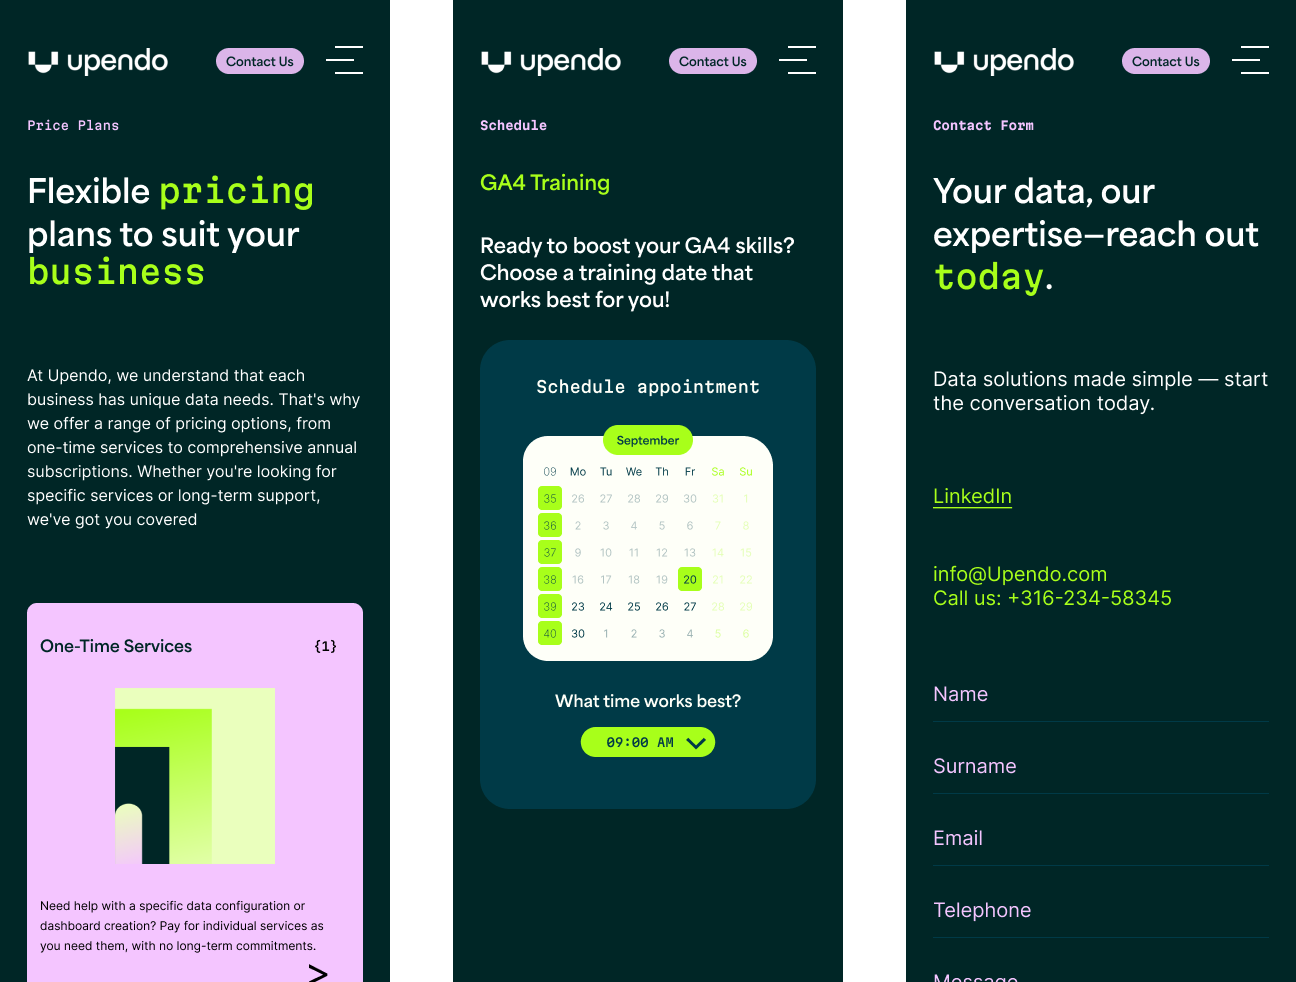 upendo
Contact Us
Price Plans
Flexible pricing
plans to suit your
business
At Upendo, we understand that each
business has unique data needs. That's why
we offer a range of pricing options, from
one-time services to comprehensive annual
subscriptions. Whether you're looking for
specific services or long-term support,
we've got you covered
One-Time Services {1}
Need help with a specific data configuration or
dashboard creation? Pay for individual services as
you need them, with no long-term commitments.
>
upendo
Contact Us
Schedule
GA4 Training
Ready to boost your GA4 skills?
Choose a training date that
works best for you!
Schedule appointment
September
09 Mo Tu We Th Fr Sa Su
35 26 27 28 29 30 31 1
36 2 3 4 5 6 7 8
37 9 10 11 12 13 14 15
38 16 17 18 19 20 21 22
39 23 24 25 26 27 28 29
40 30 1 2 3 4 5 6
What time works best?
09:00 AM
upendo
Contact Us
Contact Form
Your data, our
expertise—reach out
today.
Data solutions made simple — start
the conversation today.
LinkedIn
info@Upendo.com
Call us: +316-234-58345
Name
Surname
Email
Telephone
Message